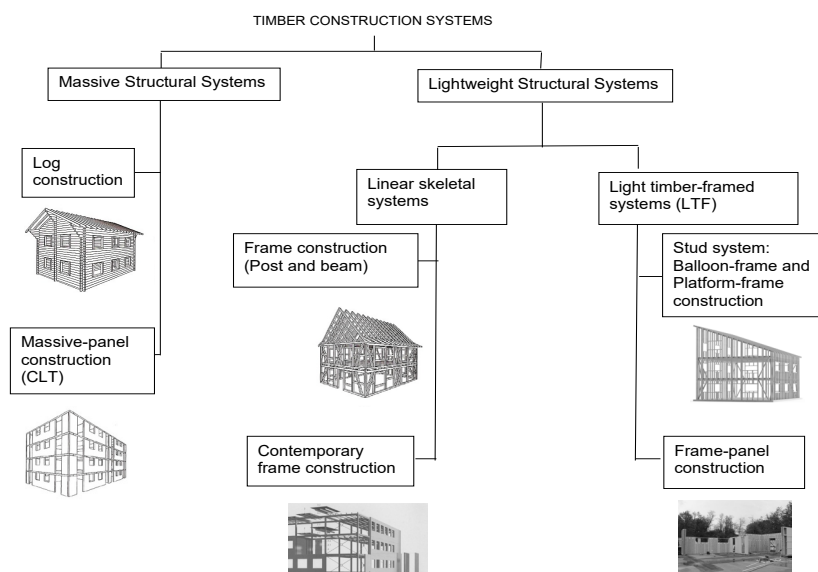 TIMBER CONSTRUCTION SYSTEMS
Massive Structural Systems
Lightweight Structural Systems
Log
construction
Linear skeletal
systems
Light timber-framed
systems (LTF)
Frame construction
(Post and beam)
Stud system:
Balloon-frame and
Platform-frame
construction
Massive-panel
construction
(CLT)
Contemporary
frame construction
Frame-panel
construction